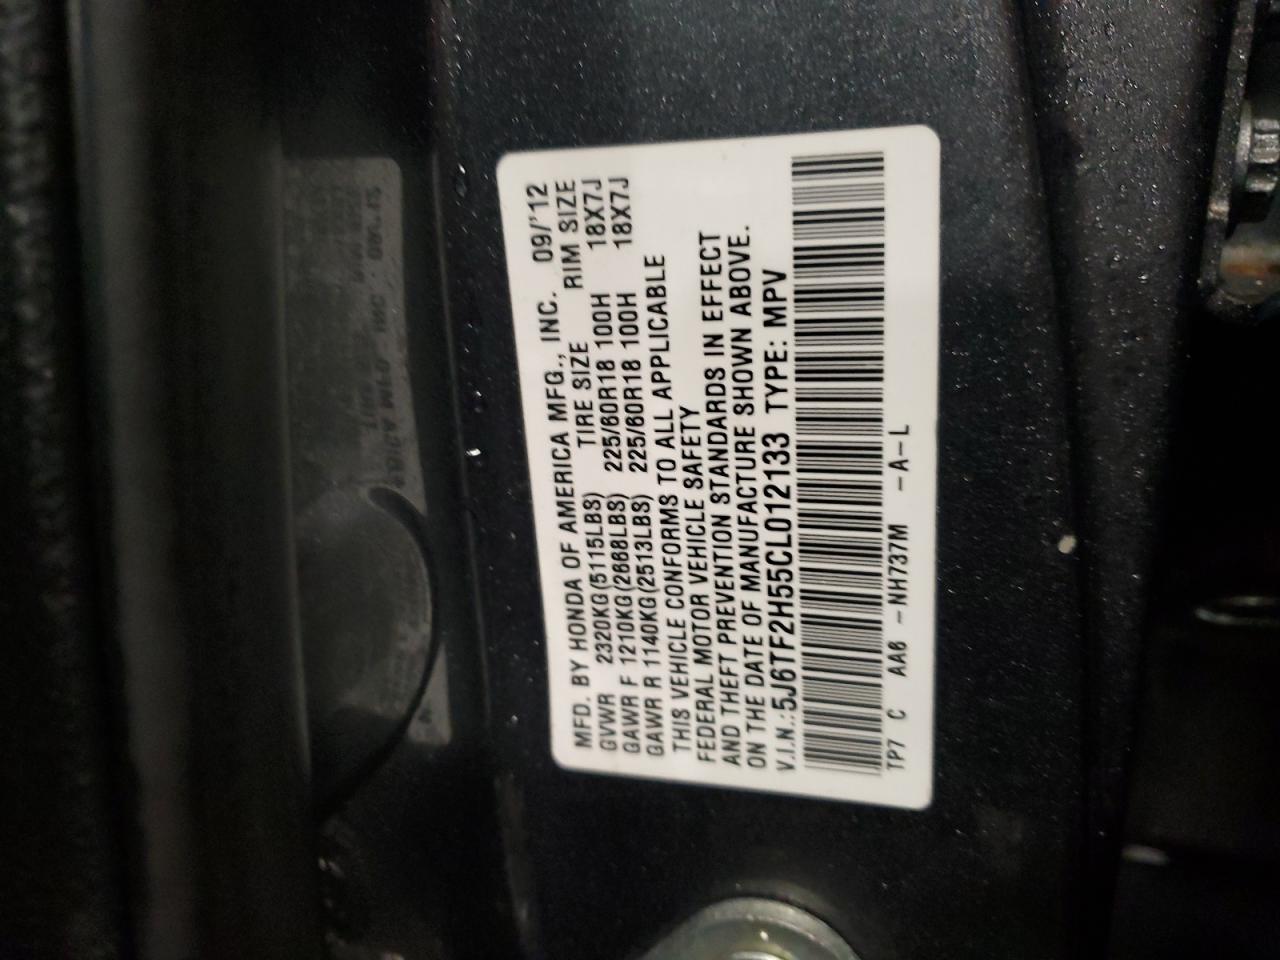 MFD. BY HONDA OF AMERICA MFG., INC. 09/'12
TIRE SIZE RIM SIZE
GVWR 2320KG(5115LBS)
GAWR F 1210KG(2668LBS) 225/60R18 100H 18X7J
GAWR R 1140KG(2513LBS) 225/60R18 100H 18X7J
THIS VEHICLE CONFORMS TO ALL APPLICABLE
FEDERAL MOTOR VEHICLE SAFETY
AND THEFT PREVENTION STANDARDS IN EFFECT
ON THE DATE OF MANUFACTURE SHOWN ABOVE.
V.I.N.:5J6TF2H55CL012133 TYPE: MPV
TP7 C AA6 -NH737M -A-L